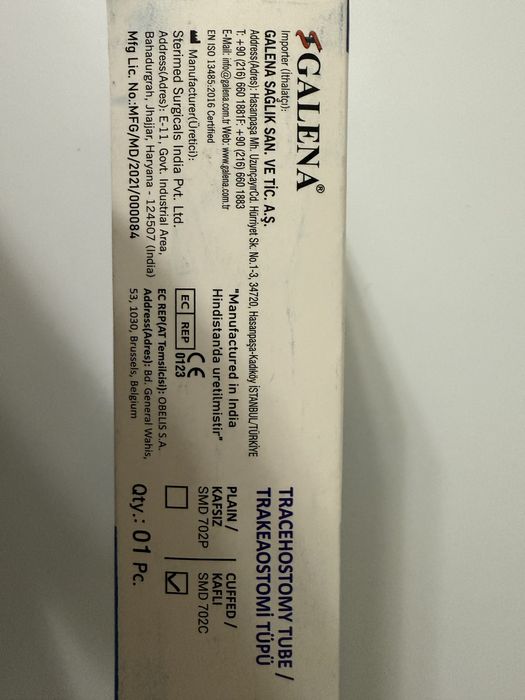 GALENA®
Importer (İthalatçı):
GALENA SAĞLIK SAN. VE TİC. A.Ş.
Address(Adres): Hasanpaşa Mh. UzunçayırCd. Hürriyet Sk. No.1-3, 34720, Hasanpaşa-Kadıköy İSTANBUL/TÜRKİYE
T: +90 (216) 660 1881F: +90 (216) 660 1883
E-Mail: info@galena.com.tr Web: www.galena.com.tr
EN ISO 13485:2016 Certified
Manufacturer(Üretici):
Sterimed Surgicals India Pvt. Ltd.
Address(Adres): E-11, Govt. Industrial Area,
Bahadurgrah, Jhajjar, Haryana - 124507 (India)
Mfg Lic. No.:MFG/MD/2021/000084
"Manufactured in India
Hindistan'da uretilmistir"
CE
0123
EC REP
EC REP(AT Temsilcisi): OBELIS S.A.
Address(Adres): Bd. General Wahis,
53, 1030, Brussels, Belgium
TRACEHOSTOMY TUBE /
TRAKEAOSTOMİ TÜPÜ
PLAIN /
KAFSIZ
SMD 702P
CUFFED /
KAFLI
SMD 702C
Qty.: 01 Pc.